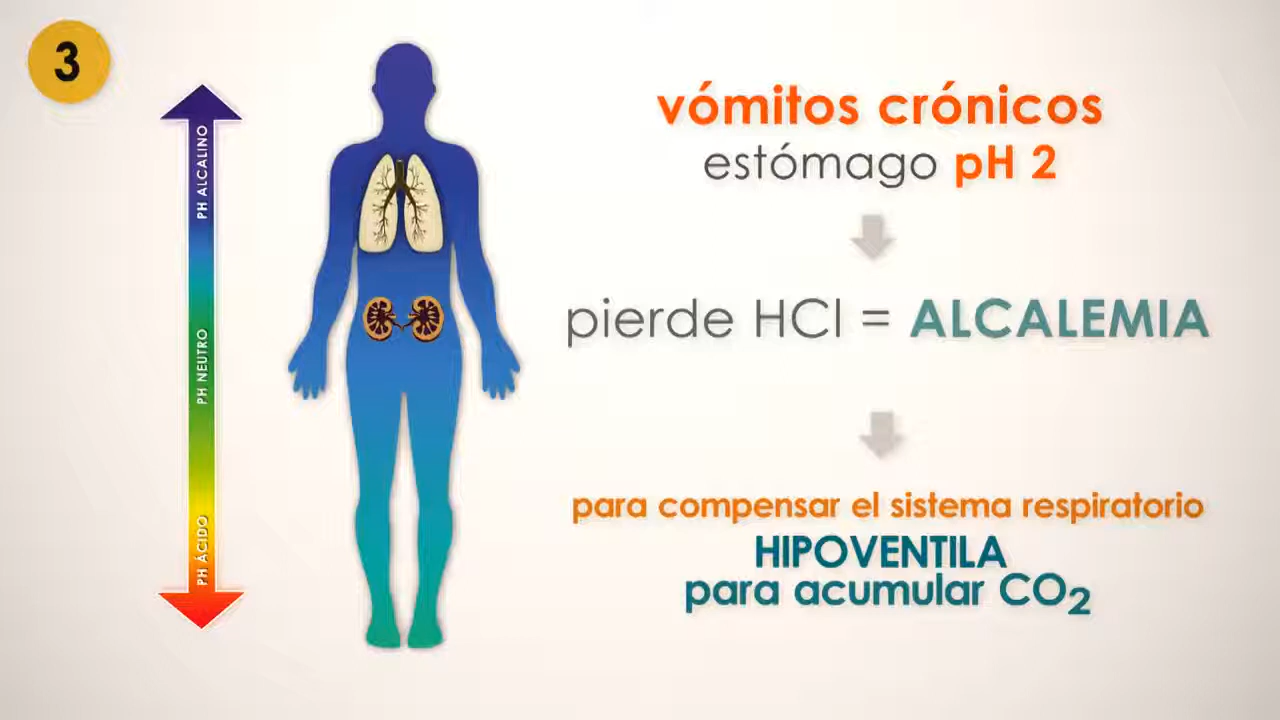 3
PH ALCALINO
PH NEUTRO
PH ÁCIDO
vómitos crónicos
estómago pH 2
pierde HCl = ALCALEMIA
para compensar el sistema respiratorio
HIPOVENTILA
para acumular CO₂